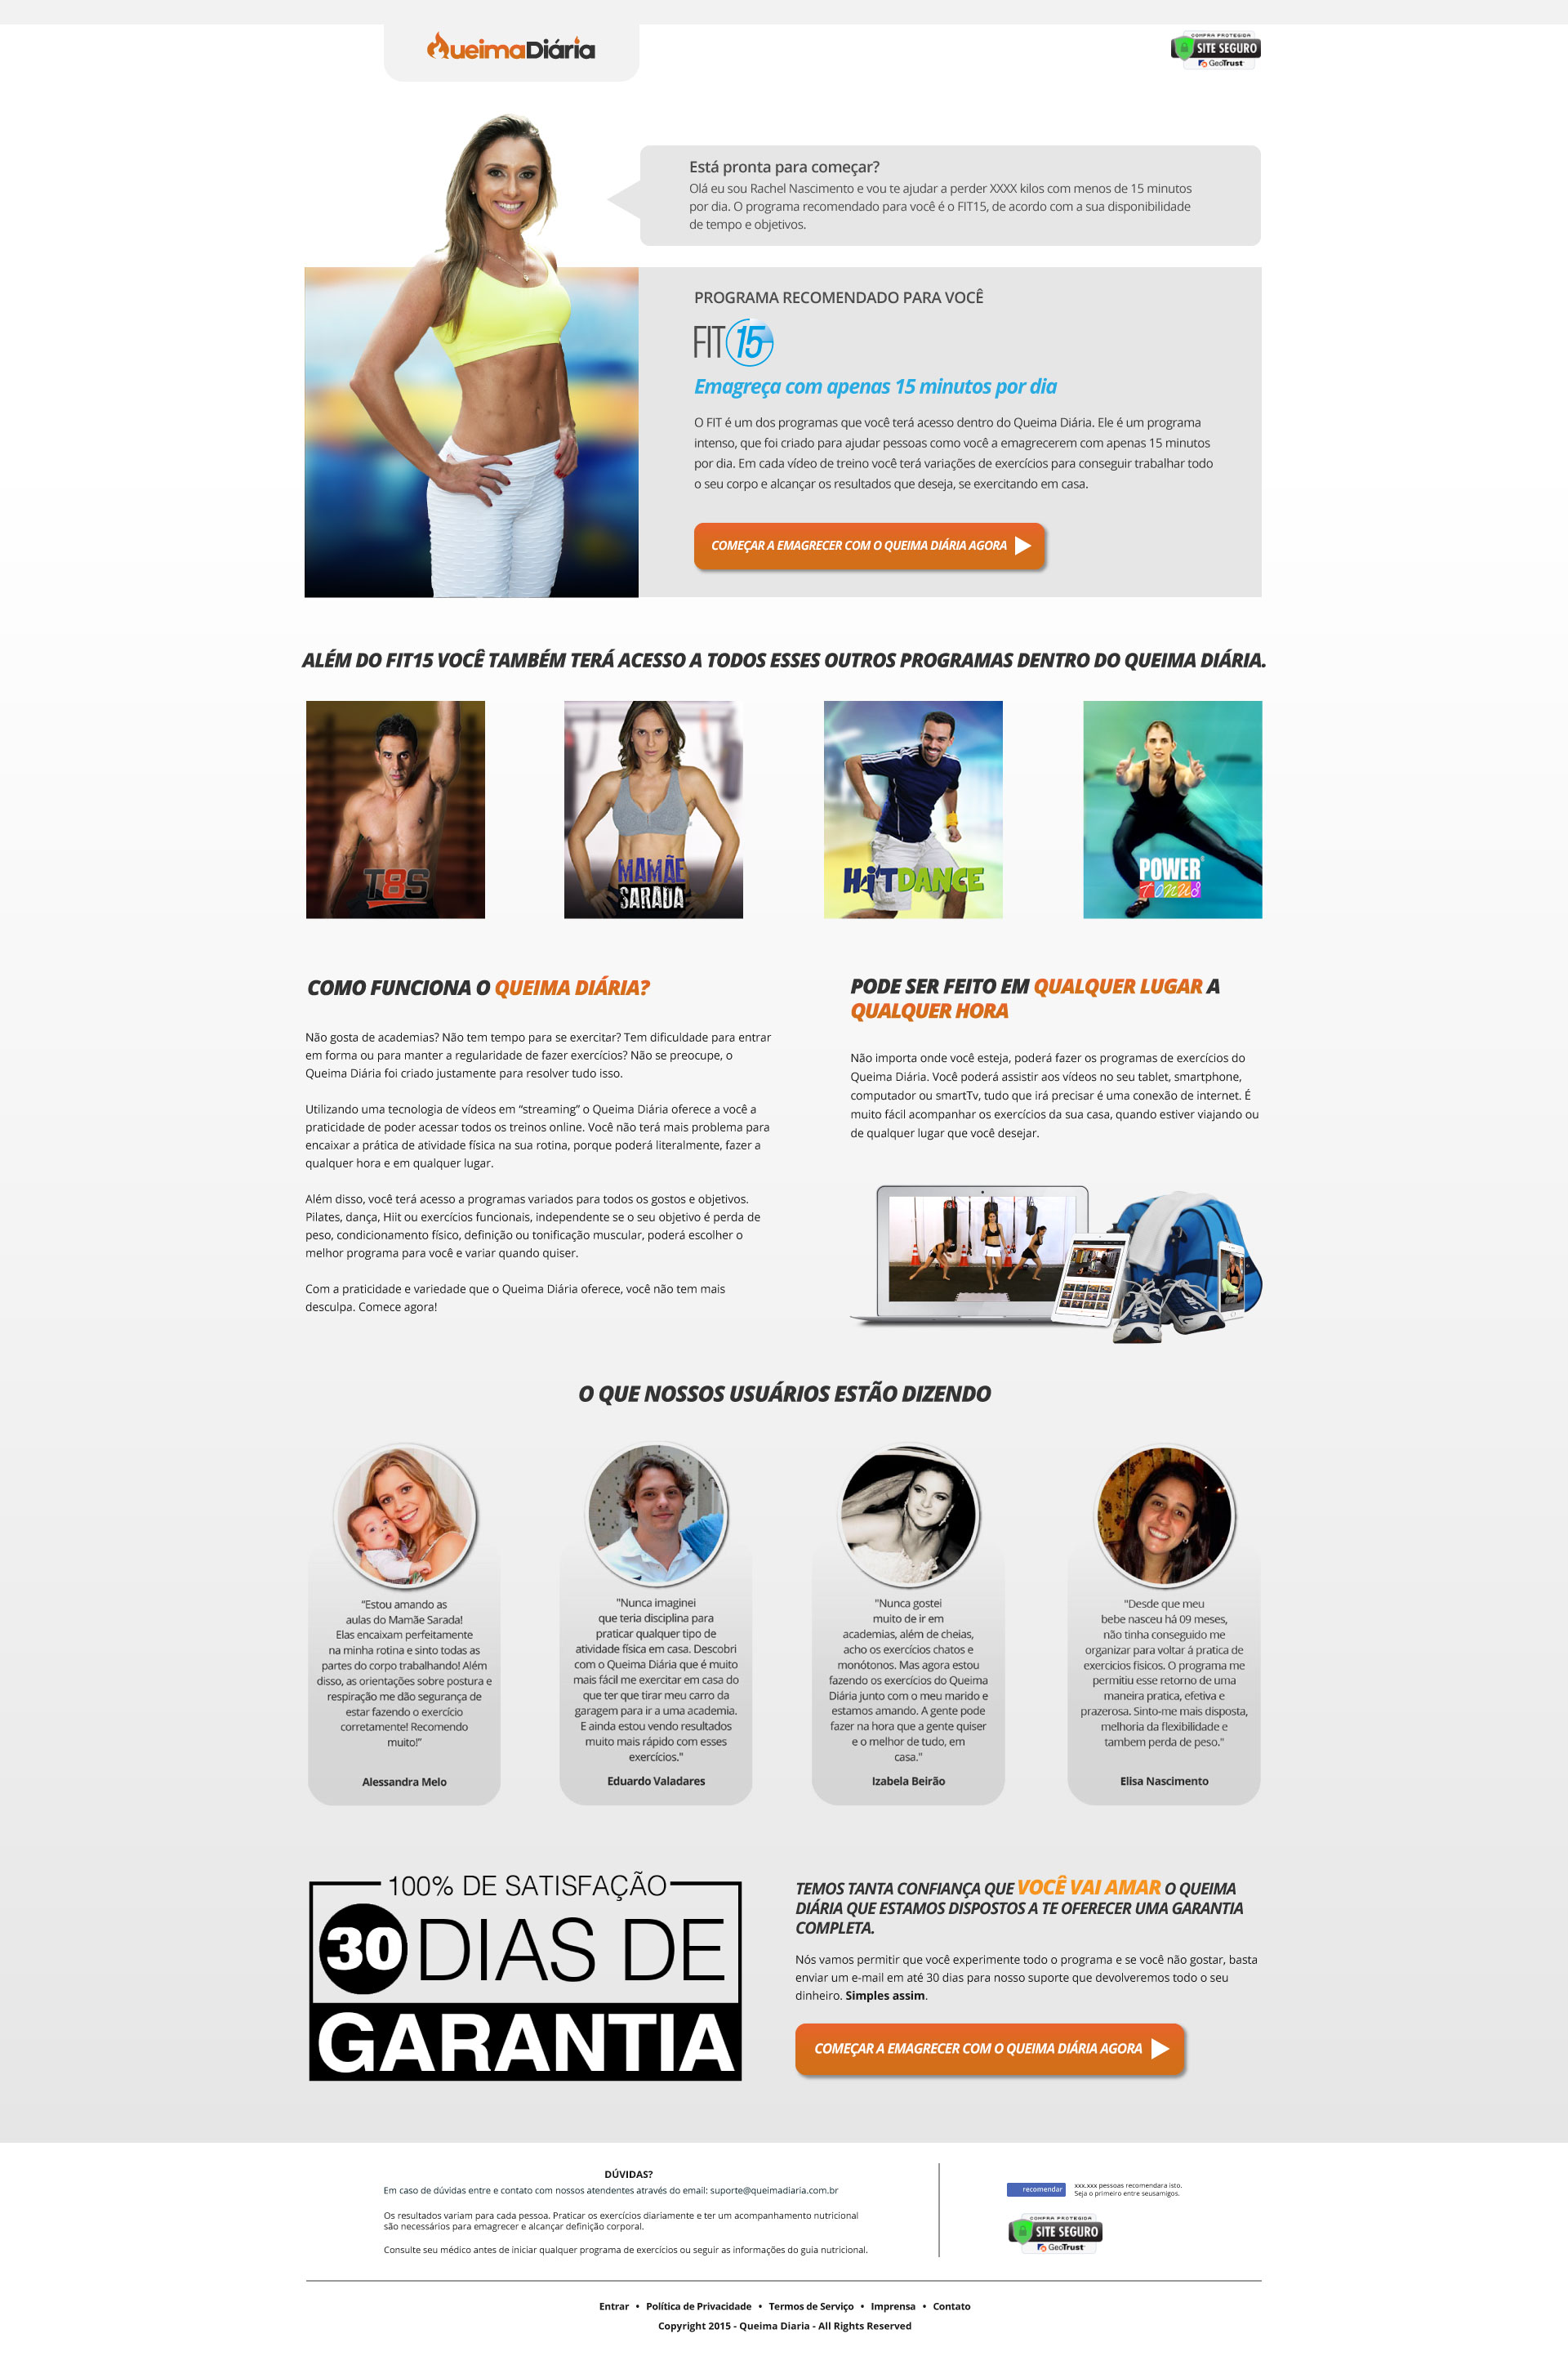 QueimaDiária
COMPRA PROTEGIDA
SITE SEGURO
GeoTrust
Está pronta para começar?
Olá eu sou Rachel Nascimento e vou te ajudar a perder XXXX kilos com menos de 15 minutos
por dia. O programa recomendado para você é o FIT15, de acordo com a sua disponibilidade
de tempo e objetivos.
PROGRAMA RECOMENDADO PARA VOCÊ
FIT 15
Emagreça com apenas 15 minutos por dia
O FIT é um dos programas que você terá acesso dentro do Queima Diária. Ele é um programa
intenso, que foi criado para ajudar pessoas como você a emagrecerem com apenas 15 minutos
por dia. Em cada vídeo de treino você terá variações de exercícios para conseguir trabalhar todo
o seu corpo e alcançar os resultados que deseja, se exercitando em casa.
COMEÇAR A EMAGRECER COM O QUEIMA DIÁRIA AGORA
ALÉM DO FIT15 VOCÊ TAMBÉM TERÁ ACESSO A TODOS ESSES OUTROS PROGRAMAS DENTRO DO QUEIMA DIÁRIA.
T8S
MAMÃE
SARADA
HiTDANCE
POWER
TONUS
COMO FUNCIONA O QUEIMA DIÁRIA?
Não gosta de academias? Não tem tempo para se exercitar? Tem dificuldade para entrar
em forma ou para manter a regularidade de fazer exercícios? Não se preocupe, o
Queima Diária foi criado justamente para resolver tudo isso.
Utilizando uma tecnologia de vídeos em “streaming” o Queima Diária oferece a você a
praticidade de poder acessar todos os treinos online. Você não terá mais problema para
encaixar a prática de atividade física na sua rotina, porque poderá literalmente, fazer a
qualquer hora e em qualquer lugar.
Além disso, você terá acesso a programas variados para todos os gostos e objetivos.
Pilates, dança, Hiit ou exercícios funcionais, independente se o seu objetivo é perda de
peso, condicionamento físico, definição ou tonificação muscular, poderá escolher o
melhor programa para você e variar quando quiser.
Com a praticidade e variedade que o Queima Diária oferece, você não tem mais
desculpa. Comece agora!
PODE SER FEITO EM QUALQUER LUGAR A
QUALQUER HORA
Não importa onde você esteja, poderá fazer os programas de exercícios do
Queima Diária. Você poderá assistir aos vídeos no seu tablet, smartphone,
computador ou smartTv, tudo que irá precisar é uma conexão de internet. É
muito fácil acompanhar os exercícios da sua casa, quando estiver viajando ou
de qualquer lugar que você desejar.
O QUE NOSSOS USUÁRIOS ESTÃO DIZENDO
“Estou amando as
aulas do Mamãe Sarada!
Elas encaixam perfeitamente
na minha rotina e sinto todas as
partes do corpo trabalhando! Além
disso, as orientações sobre postura e
respiração me dão segurança de
estar fazendo o exercício
corretamente! Recomendo
muito!”
Alessandra Melo
"Nunca imaginei
que teria disciplina para
praticar qualquer tipo de
atividade física em casa. Descobri
com o Queima Diária que é muito
mais fácil me exercitar em casa do
que ter que tirar meu carro da
garagem para ir a uma academia.
E ainda estou vendo resultados
muito mais rápido com esses
exercícios."
Eduardo Valadares
"Nunca gostei
muito de ir em
academias, além de cheias,
acho os exercícios chatos e
monótonos. Mas agora estou
fazendo os exercícios do Queima
Diária junto com o meu marido e
estamos amando. A gente pode
fazer na hora que a gente quiser
e o melhor de tudo, em
casa."
Izabela Beirão
"Desde que meu
bebe nasceu há 09 meses,
não tinha conseguido me
organizar para voltar á pratica de
exercicios fisicos. O programa me
permitiu esse retorno de uma
maneira pratica, efetiva e
prazerosa. Sinto-me mais disposta,
melhoria da flexibilidade e
tambem perda de peso."
Elisa Nascimento
100% DE SATISFAÇÃO
30 DIAS DE
GARANTIA
TEMOS TANTA CONFIANÇA QUE VOCÊ VAI AMAR O QUEIMA
DIÁRIA QUE ESTAMOS DISPOSTOS A TE OFERECER UMA GARANTIA
COMPLETA.
Nós vamos permitir que você experimente todo o programa e se você não gostar, basta
enviar um e-mail em até 30 dias para nosso suporte que devolveremos todo o seu
dinheiro. Simples assim.
COMEÇAR A EMAGRECER COM O QUEIMA DIÁRIA AGORA
DÚVIDAS?
Em caso de dúvidas entre e contato com nossos atendentes através do email: suporte@queimadiaria.com.br
Os resultados variam para cada pessoa. Praticar os exercícios diariamente e ter um acompanhamento nutricional
são necessários para emagrecer e alcançar definição corporal.
Consulte seu médico antes de iniciar qualquer programa de exercícios ou seguir as informações do guia nutricional.
recomendar
xxx.xxx pessoas recomendara isto.
Seja o primeiro entre seusamigos.
COMPRA PROTEGIDA
SITE SEGURO
GeoTrust
Entrar • Política de Privacidade • Termos de Serviço • Imprensa • Contato
Copyright 2015 - Queima Diaria - All Rights Reserved